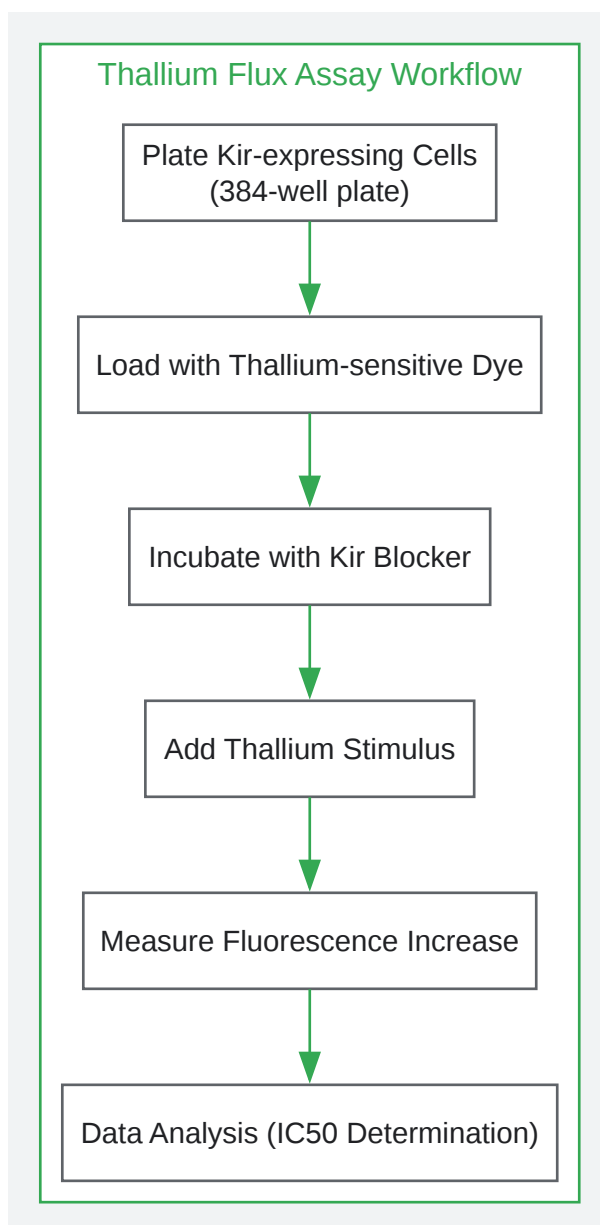 Thallium Flux Assay Workflow
Plate Kir-expressing Cells
(384-well plate)
Load with Thallium-sensitive Dye
Incubate with Kir Blocker
Add Thallium Stimulus
Measure Fluorescence Increase
Data Analysis (IC50 Determination)